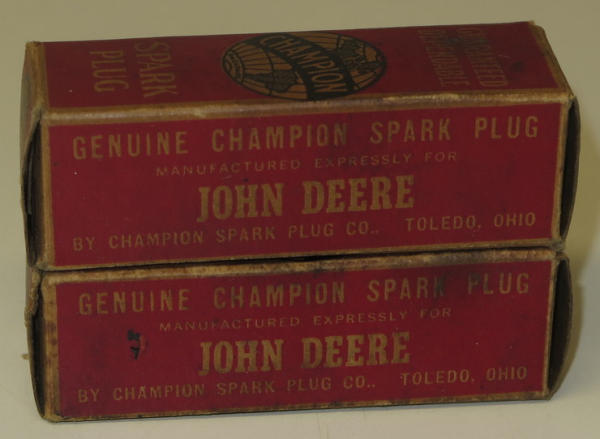 SPARK
PLUG
CHAMPION
GUARANTEED
GENUINE CHAMPION SPARK PLUG
MANUFACTURED EXPRESSLY FOR
JOHN DEERE
BY CHAMPION SPARK PLUG CO.. TOLEDO, OHIO
GENUINE CHAMPION SPARK PLUG
MANUFACTURED EXPRESSLY FOR
JOHN DEERE
BY CHAMPION SPARK PLUG CO.. TOLEDO, OHIO